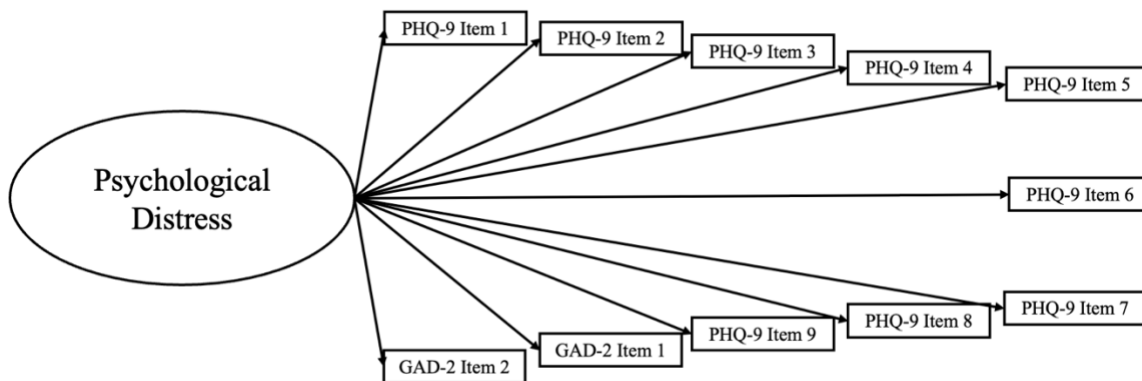 PHQ-9 Item 1
PHQ-9 Item 2
PHQ-9 Item 3
PHQ-9 Item 4
PHQ-9 Item 5
Psychological
Distress
PHQ-9 Item 6
PHQ-9 Item 7
PHQ-9 Item 8
PHQ-9 Item 9
GAD-2 Item 1
GAD-2 Item 2